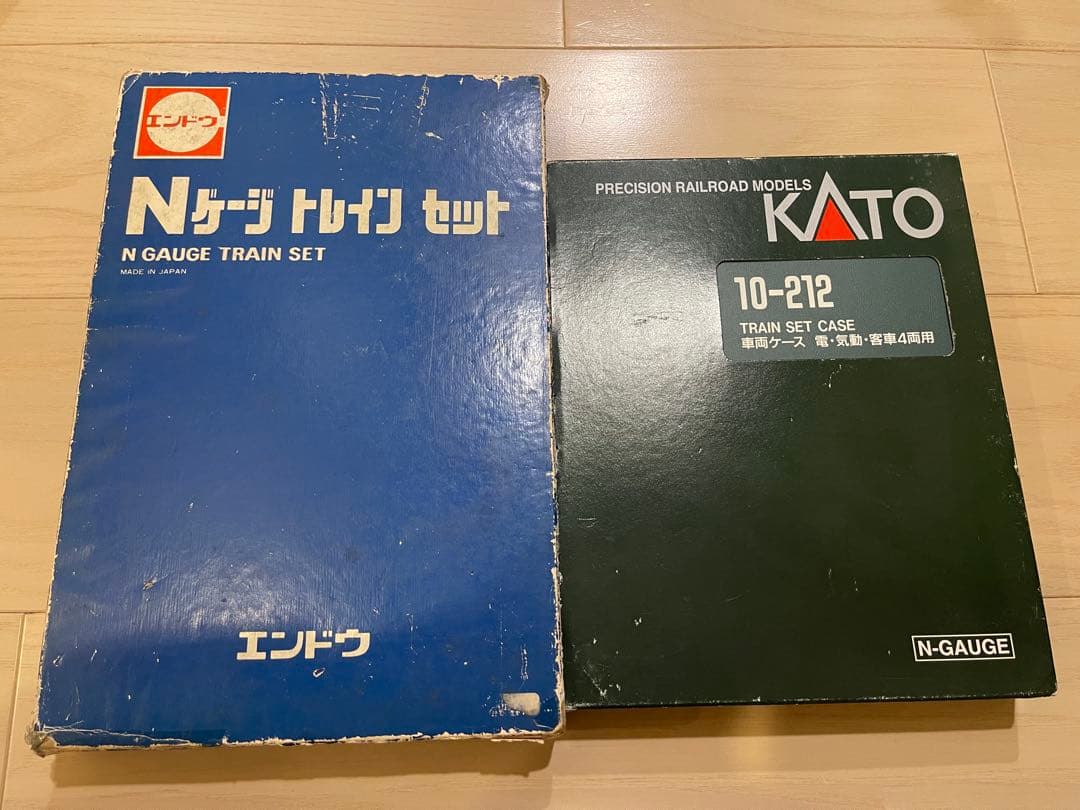 エンドウ
Nゲージ トレイン セット
N GAUGE TRAIN SET
MADE IN JAPAN
エンドウ
PRECISION RAILROAD MODELS
KATO
10-212
TRAIN SET CASE
車両ケース 電・気動・客車4両用
N-GAUGE